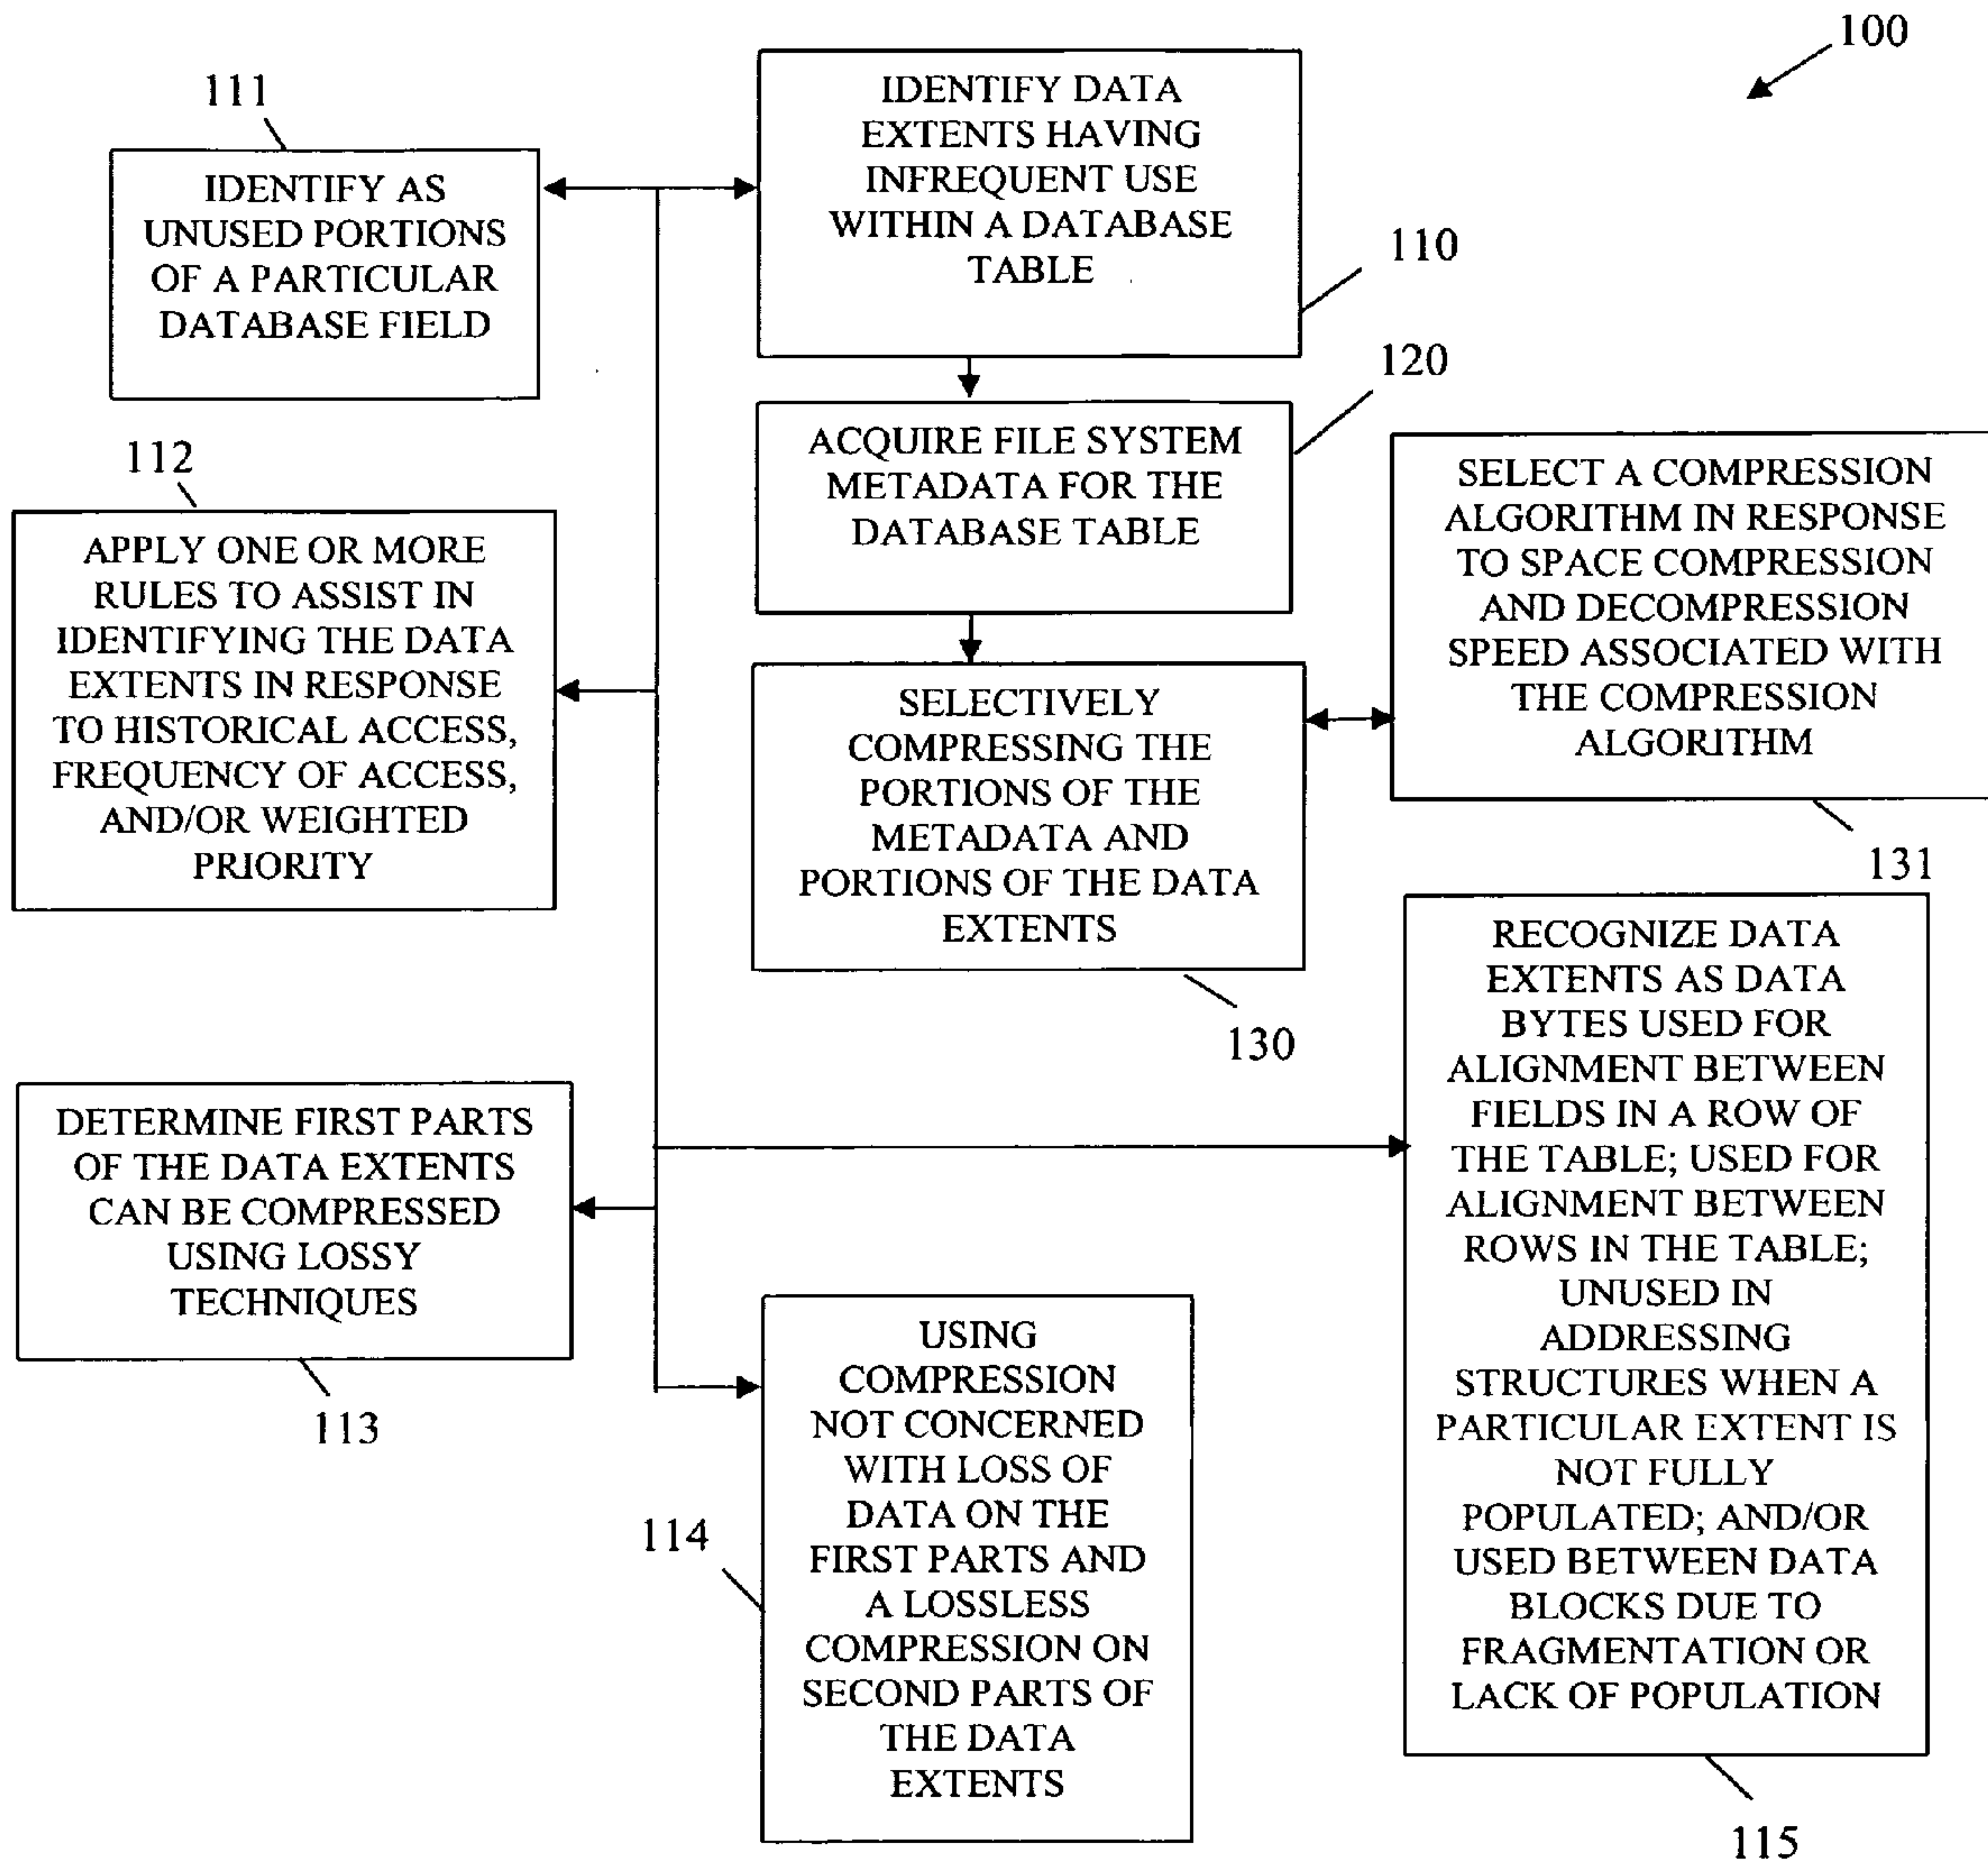 100
111
IDENTIFY AS
UNUSED PORTIONS
OF A PARTICULAR
DATABASE FIELD
IDENTIFY DATA
EXTENTS HAVING
INFREQUENT USE
WITHIN A DATABASE
TABLE
110
120
ACQUIRE FILE SYSTEM
METADATA FOR THE
DATABASE TABLE
112
APPLY ONE OR MORE
RULES TO ASSIST IN
IDENTIFYING THE DATA
EXTENTS IN RESPONSE
TO HISTORICAL ACCESS,
FREQUENCY OF ACCESS,
AND/OR WEIGHTED
PRIORITY
SELECT A COMPRESSION
ALGORITHM IN RESPONSE
TO SPACE COMPRESSION
AND DECOMPRESSION
SPEED ASSOCIATED WITH
THE COMPRESSION
ALGORITHM
131
SELECTIVELY
COMPRESSING THE
PORTIONS OF THE
METADATA AND
PORTIONS OF THE DATA
EXTENTS
130
DETERMINE FIRST PARTS
OF THE DATA EXTENTS
CAN BE COMPRESSED
USING LOSSY
TECHNIQUES
113
USING
COMPRESSION
NOT CONCERNED
WITH LOSS OF
DATA ON THE
FIRST PARTS AND
A LOSSLESS
COMPRESSION ON
SECOND PARTS OF
THE DATA
EXTENTS
114
RECOGNIZE DATA
EXTENTS AS DATA
BYTES USED FOR
ALIGNMENT BETWEEN
FIELDS IN A ROW OF
THE TABLE; USED FOR
ALIGNMENT BETWEEN
ROWS IN THE TABLE;
UNUSED IN
ADDRESSING
STRUCTURES WHEN A
PARTICULAR EXTENT IS
NOT FULLY
POPULATED; AND/OR
USED BETWEEN DATA
BLOCKS DUE TO
FRAGMENTATION OR
LACK OF POPULATION
115